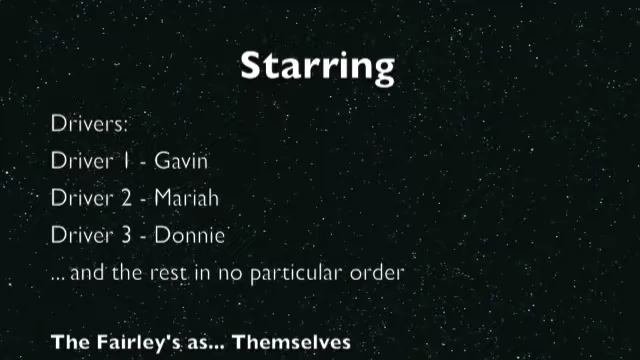 Starring
Drivers:
Driver 1 - Gavin
Driver 2 - Mariah
Driver 3 - Donnie
... and the rest in no particular order
The Fairley's as... Themselves